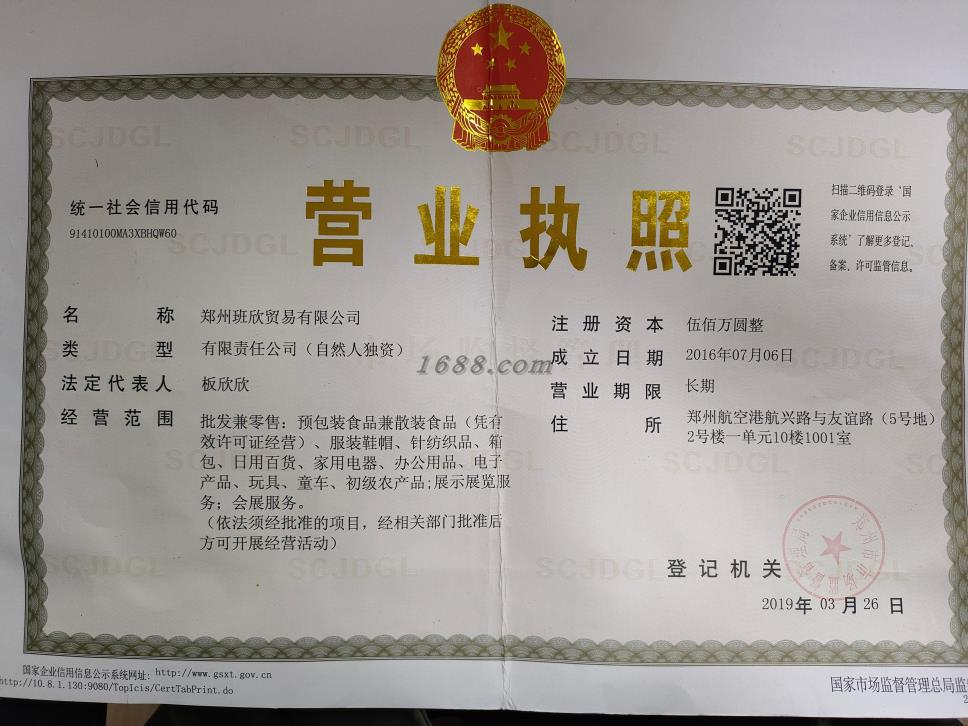 SCJDGL
营业执照
统一社会信用代码
91410100MA3XBHQW60
扫描二维码登录‘国
家企业信用信息公示
系统’了解更多登记、
备案、许可监管信息。
名 称 郑州班欣贸易有限公司
类 型 有限责任公司（自然人独资）
法定代表人 板欣欣
经营范围 批发兼零售：预包装食品兼散装食品（凭有
效许可证经营）、服装鞋帽、针纺织品、箱
包、日用百货、家用电器、办公用品、电子
产品、玩具、童车、初级农产品;展示展览服
务；会展服务。
（依法须经批准的项目，经相关部门批准后
方可开展经营活动）
注册资本 伍佰万圆整
成立日期 2016年07月06日
营业期限 长期
住 所 郑州航空港航兴路与友谊路（5号地）
2号楼一单元10楼1001室
1688.com
登记机关
2019年 03月 26日
国家企业信用信息公示系统网址：http://www.gsxt.gov.cn
http://10.8.1.130:9080/TopIcis/CertTabPrint.do
国家市场监督管理总局监